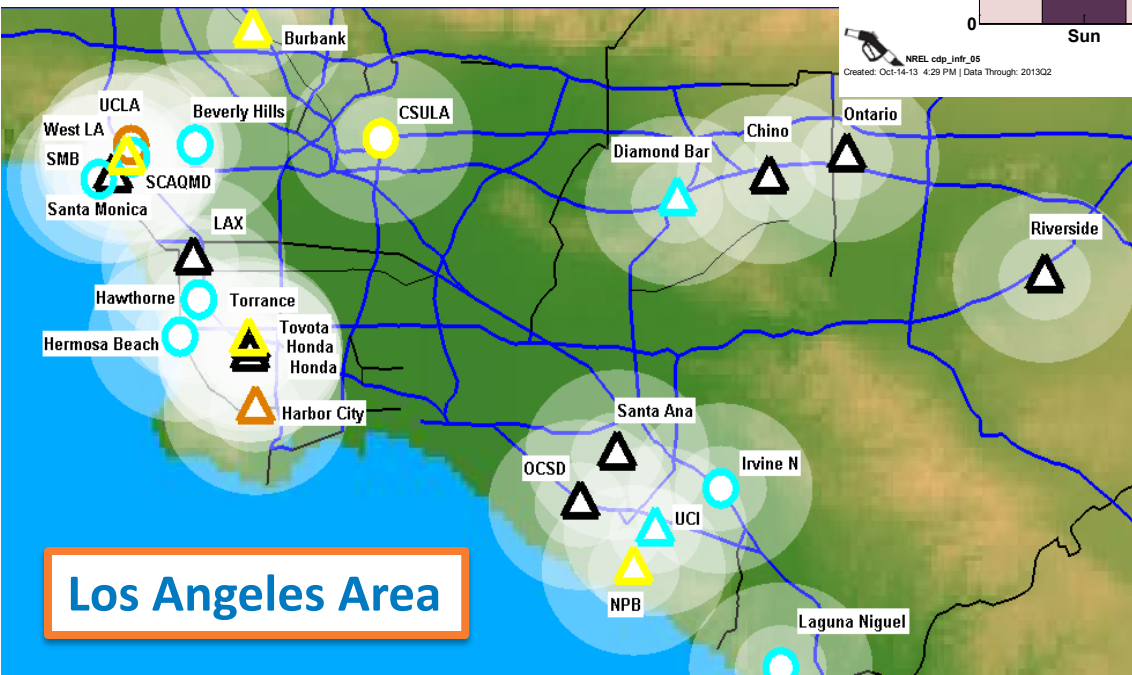 0
Sun
NREL cdp_infr_05
Created: Oct-14-13 4:29 PM | Data Through: 2013Q2
Burbank
UCLA
Beverly Hills
CSULA
Ontario
West LA
Chino
Diamond Bar
SMB
SCAQMD
Santa Monica
LAX
Riverside
Hawthorne
Torrance
Tovota
Hermosa Beach
Honda
Honda
Harbor City
Santa Ana
OCSD
Irvine N
UCI
NPB
Los Angeles Area
Laguna Niguel